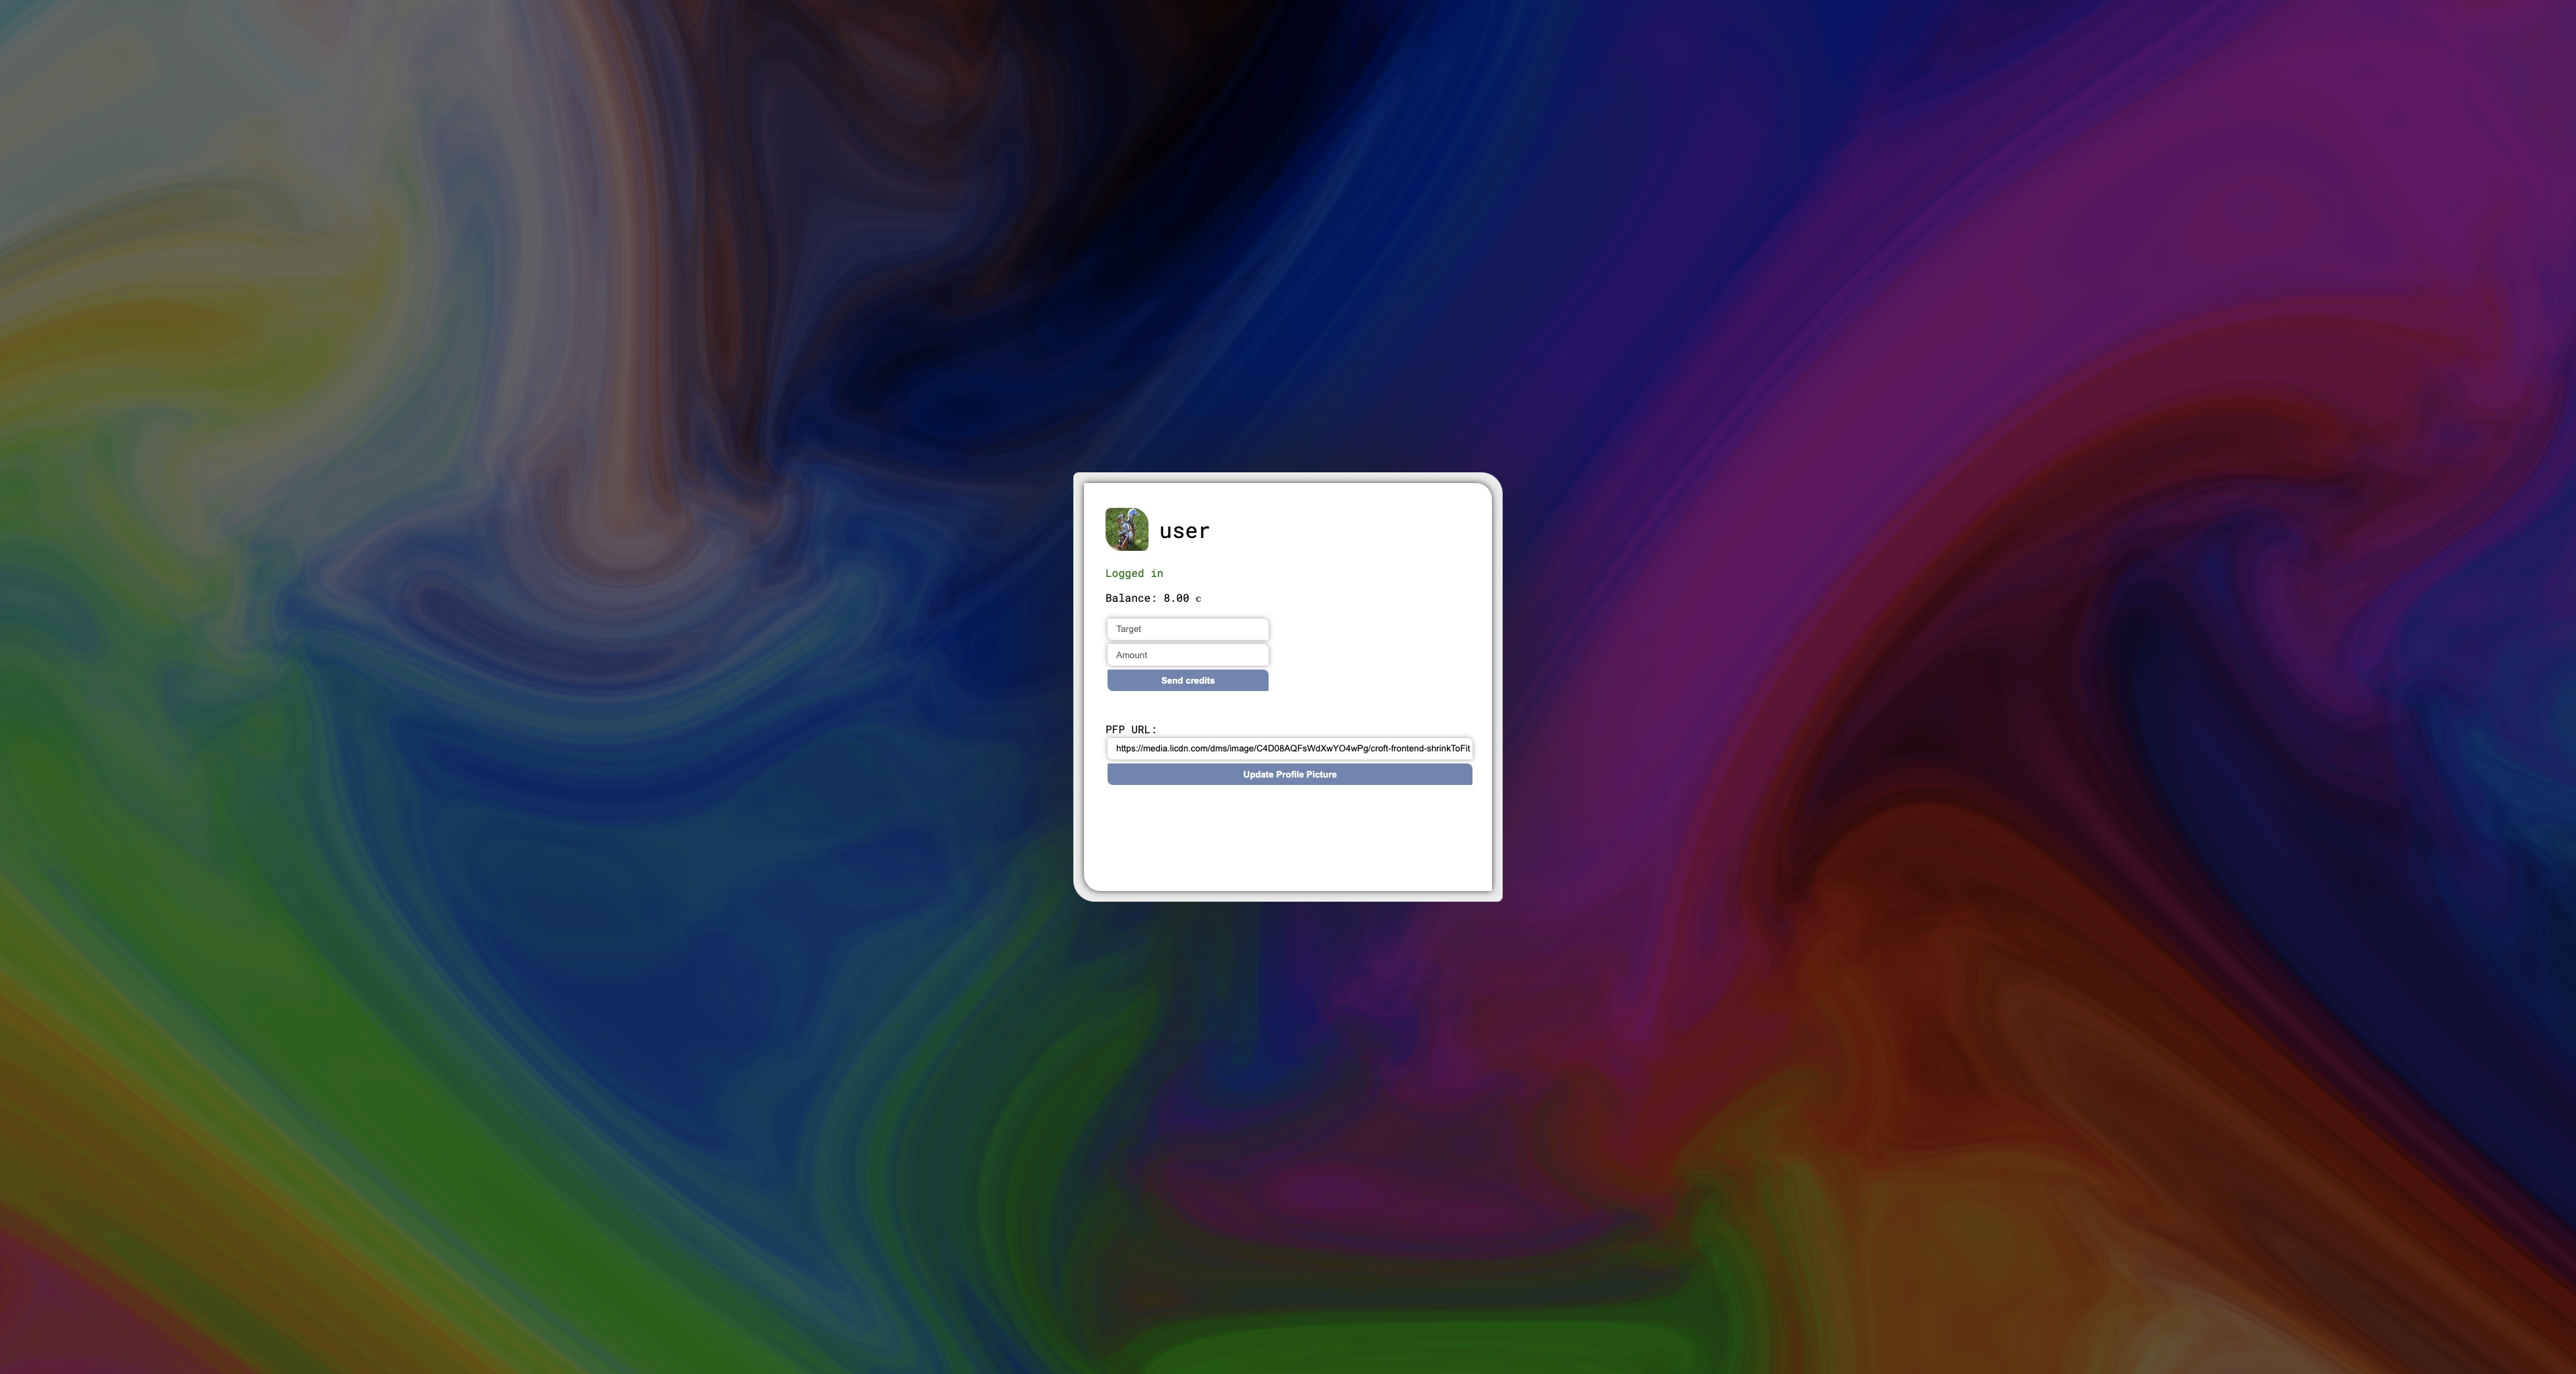 user
Logged in
Balance: 8.00 c
Target
Amount
Send credits
PFP URL:
https://media.licdn.com/dms/image/C4D08AQFsWdXwYO4wPg/croft-frontend-shrinkToFit
Update Profile Picture